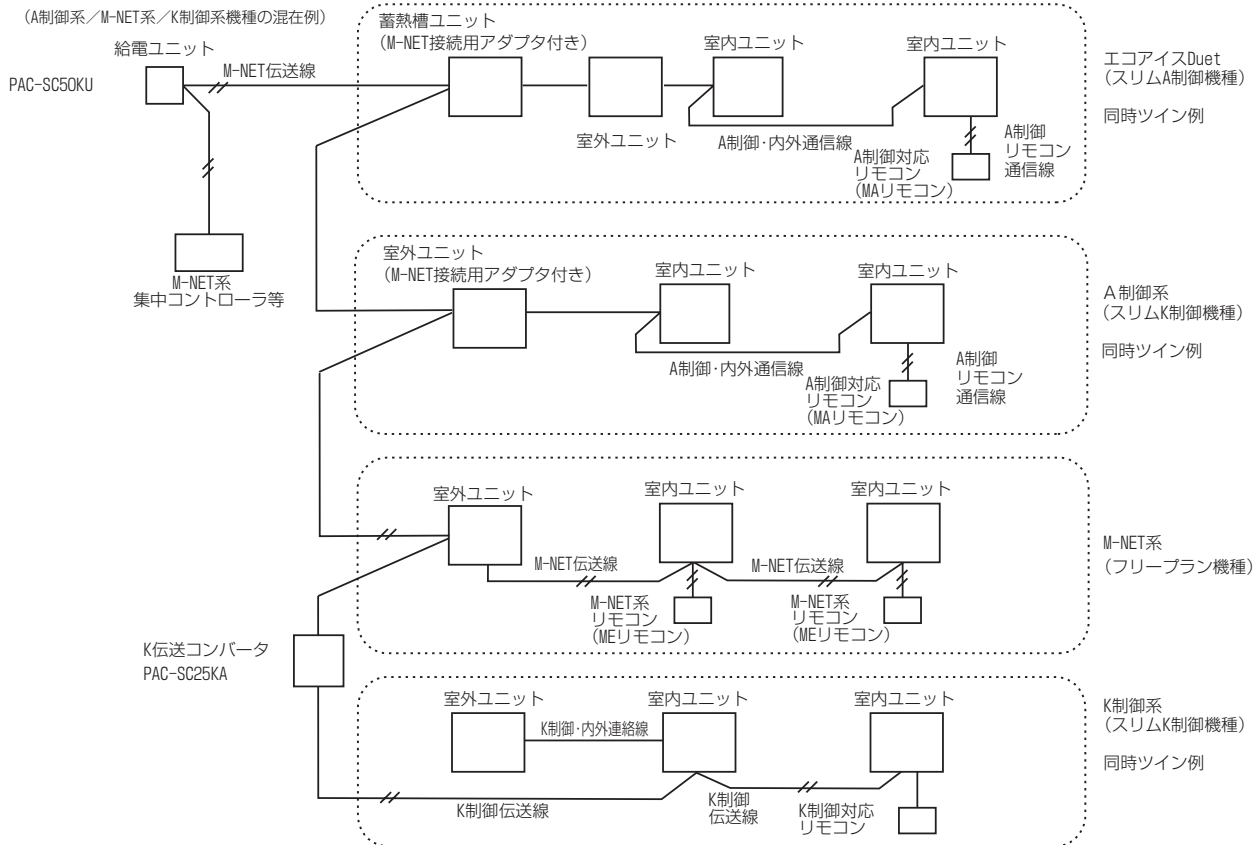 （A制御系／M-NET系／K制御系機種の混在例）
給電ユニット
PAC-SC50KU
M-NET伝送線
M-NET系
集中コントローラ等
蓄熱槽ユニット
（M-NET接続用アダプタ付き）
室内ユニット
室内ユニット
室外ユニット
A制御･内外通信線
A制御対応
リモコン
（MAリモコン）
A制御
リモコン
通信線
エコアイスDuet
（スリムA制御機種）
同時ツイン例
室外ユニット
（M-NET接続用アダプタ付き）
室内ユニット
室内ユニット
A制御･内外通信線
A制御対応
リモコン
（MAリモコン）
A制御
リモコン
通信線
Ａ制御系
（スリムK制御機種）
同時ツイン例
室外ユニット
室内ユニット
室内ユニット
M-NET伝送線
M-NET伝送線
M-NET系
リモコン
（MEリモコン）
M-NET系
リモコン
（MEリモコン）
M-NET系
（フリープラン機種）
K伝送コンバータ
PAC-SC25KA
室外ユニット
室内ユニット
室内ユニット
K制御･内外連絡線
K制御伝送線
K制御
伝送線
K制御対応
リモコン
K制御系
（スリムK制御機種）
同時ツイン例